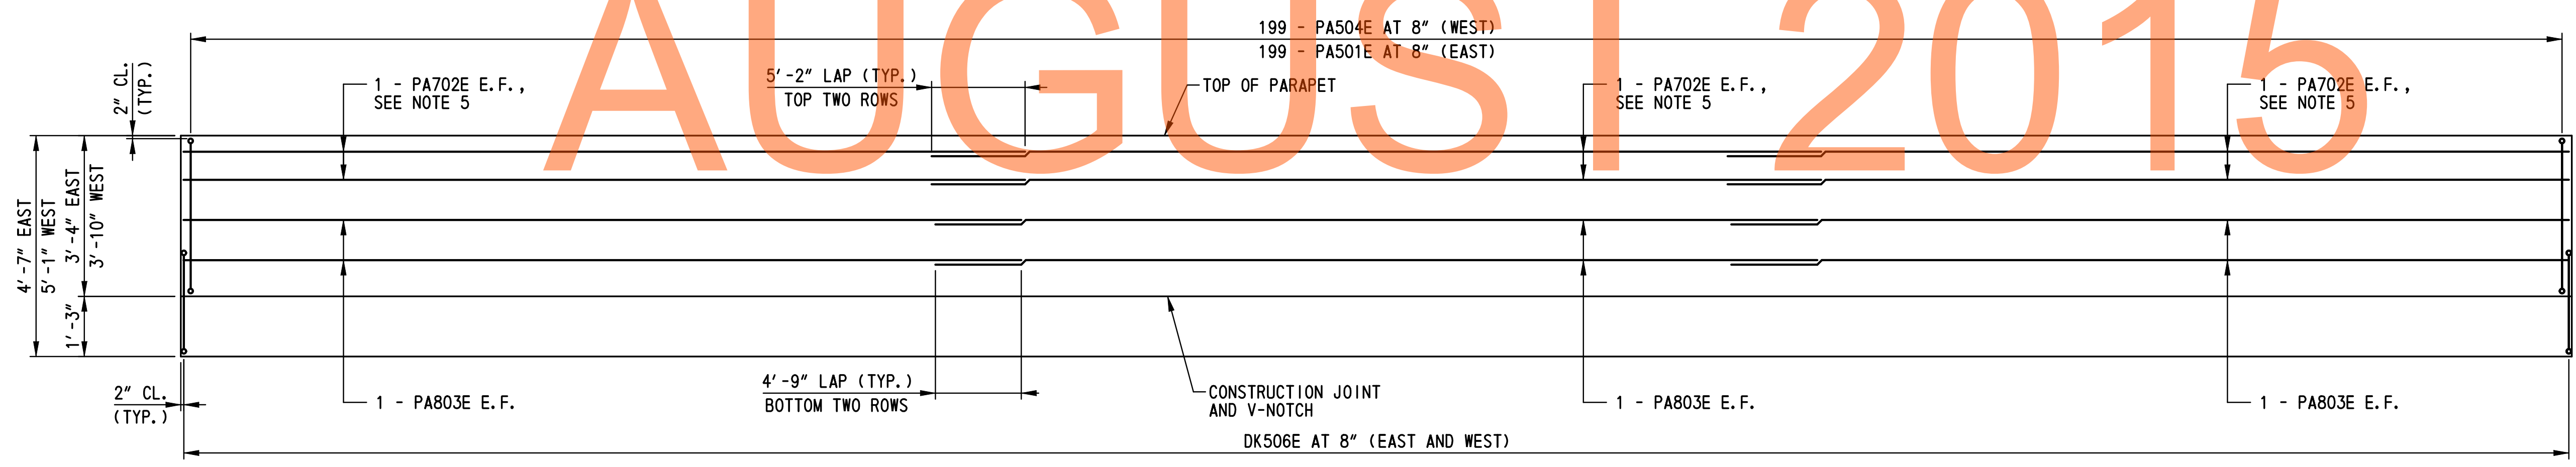 AUGUST 2015
199 - PA504E AT 8" (WEST)
199 - PA501E AT 8" (EAST)
2" CL.
(TYP.)
1 - PA702E E.F.,
SEE NOTE 5
5'-2" LAP (TYP.)
TOP TWO ROWS
TOP OF PARAPET
1 - PA702E E.F.,
SEE NOTE 5
1 - PA702E E.F.,
SEE NOTE 5
4'-7" EAST
5'-1" WEST
3'-4" EAST
3'-10" WEST
1'-3"
2" CL.
(TYP.)
1 - PA803E E.F.
4'-9" LAP (TYP.)
BOTTOM TWO ROWS
CONSTRUCTION JOINT
AND V-NOTCH
1 - PA803E E.F.
1 - PA803E E.F.
DK506E AT 8" (EAST AND WEST)